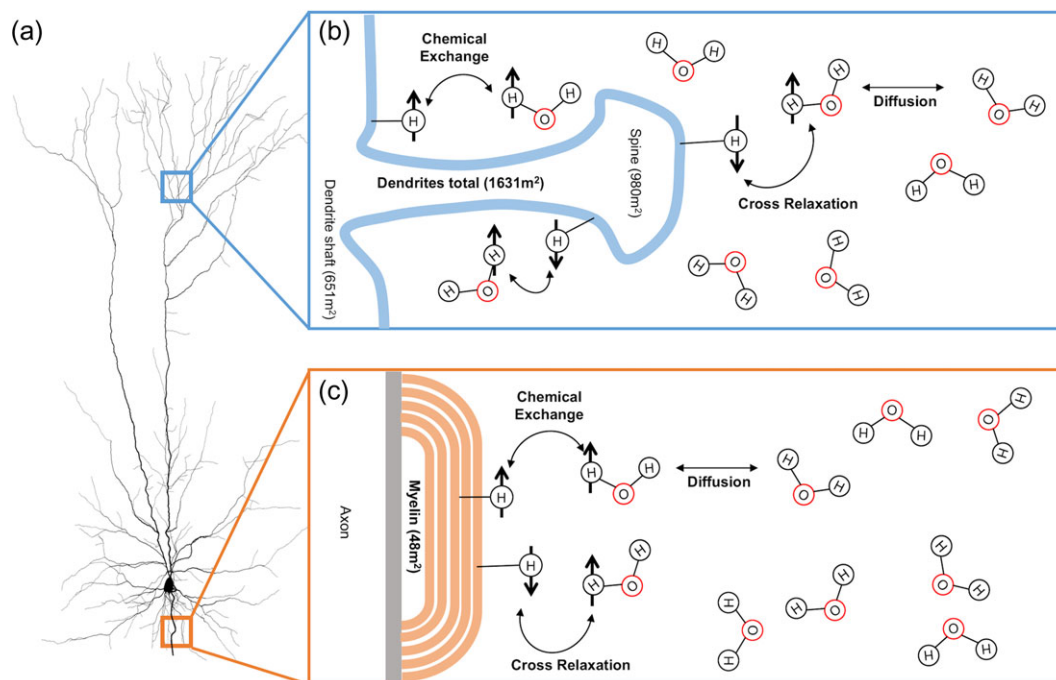 (a)
(b)
Chemical
Exchange
H
H
O
H
H
O
H
H
O
H
Diffusion
H
O
H
H
Cross Relaxation
H
O
H
Dendrites total (1631m²)
Spine (980m²)
Dendrite shaft (651m²)
H
O
H
H
H
O
H
H
O
H
(c)
Chemical
Exchange
H
H
O
H
Diffusion
H
O
H
H
O
H
H
O
H
Axon
Myelin (48m²)
H
H
O
H
Cross Relaxation
H
O
H
H
O
H
H
O
H
H
O
H